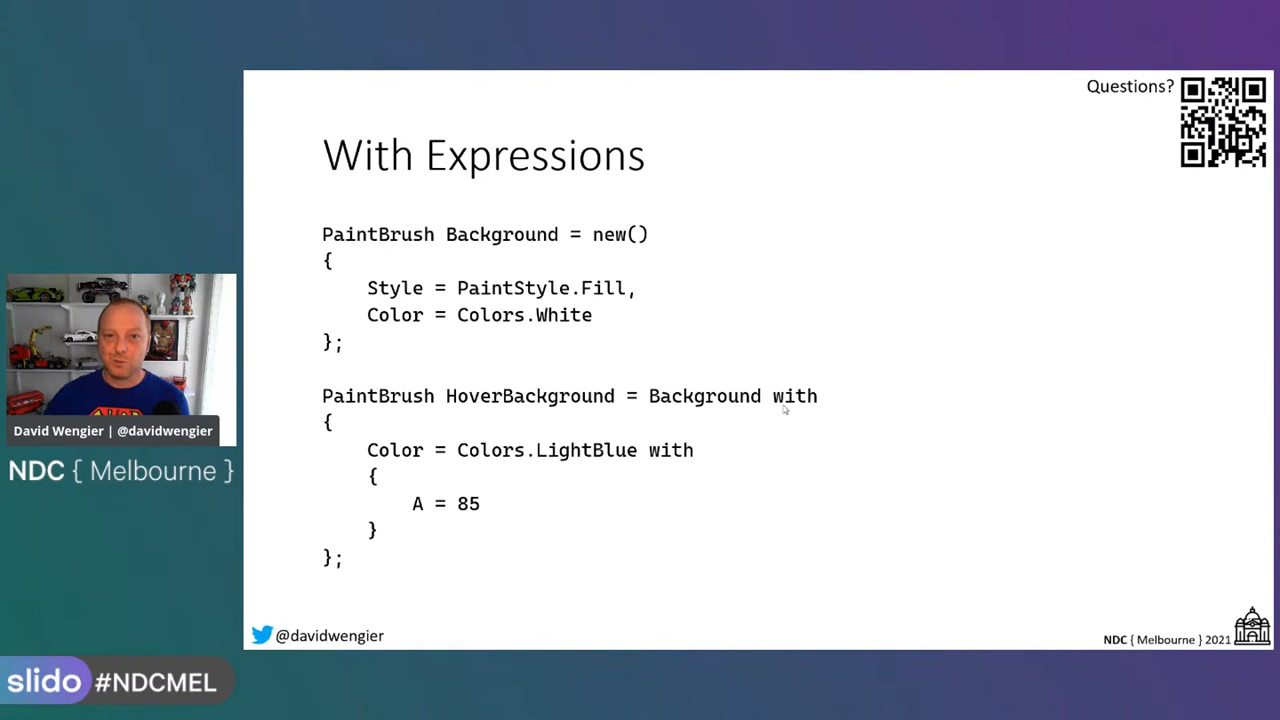 Questions?
With Expressions
PaintBrush Background = new()
{
    Style = PaintStyle.Fill,
    Color = Colors.White
};
PaintBrush HoverBackground = Background with
{
    Color = Colors.LightBlue with
    {
        A = 85
    }
};
David Wengier | @davidwengier
NDC { Melbourne }
@davidwengier
NDC { Melbourne } 2021
slido #NDCMEL